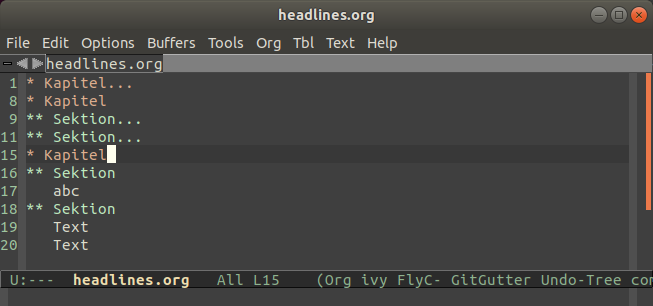 headlines.org
File Edit Options Buffers Tools Org Tbl Text Help
headlines.org
1 * Kapitel...
8 * Kapitel
9 ** Sektion...
11 ** Sektion...
15 * Kapitel
16 ** Sektion
17 abc
18 ** Sektion
19 Text
20 Text
U:--- headlines.org All L15 (Org ivy FlyC- GitGutter Undo-Tree com